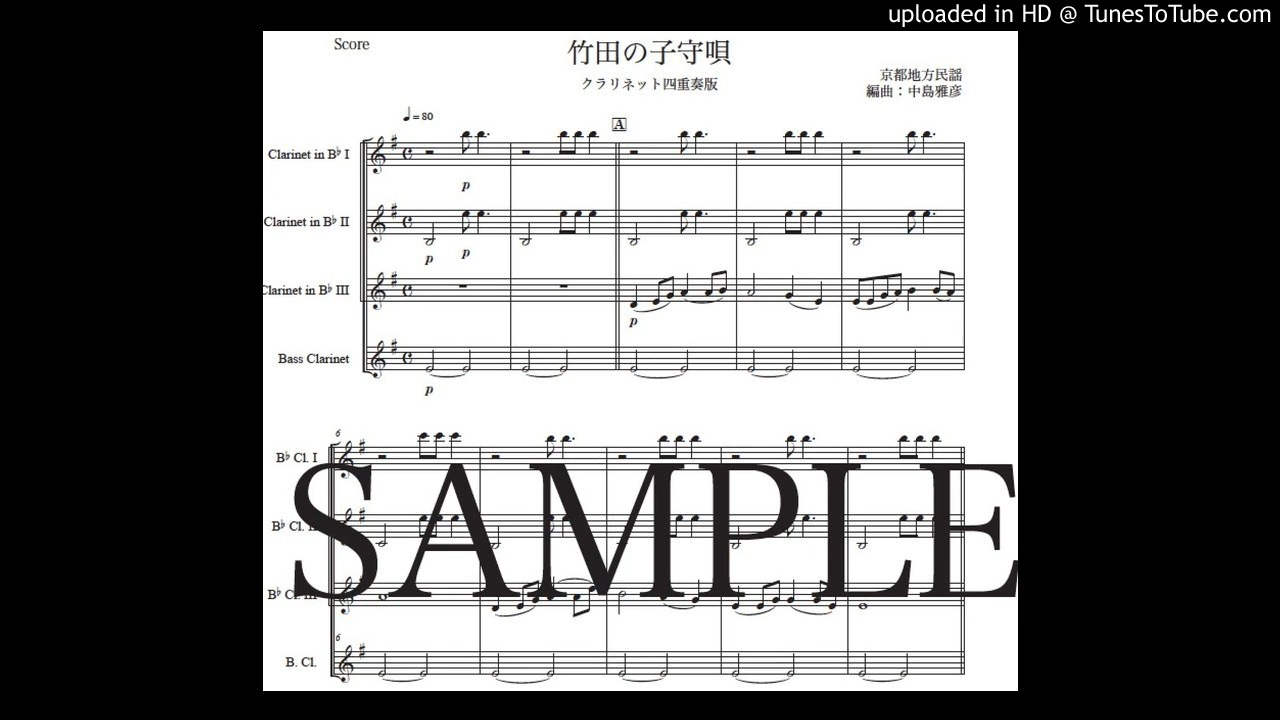 uploaded in HD @ TunesToTube.com
Score
竹田の子守唄
クラリネット四重奏版
京都地方民謡
編曲：中島雅彦
♩= 80
A
Clarinet in B♭ I
p
Clarinet in B♭ II
p p
Clarinet in B♭ III
p
Bass Clarinet
p
6
B♭ Cl. I
SAMPLE
B♭ Cl. II
B♭ Cl. III
6
B. Cl.